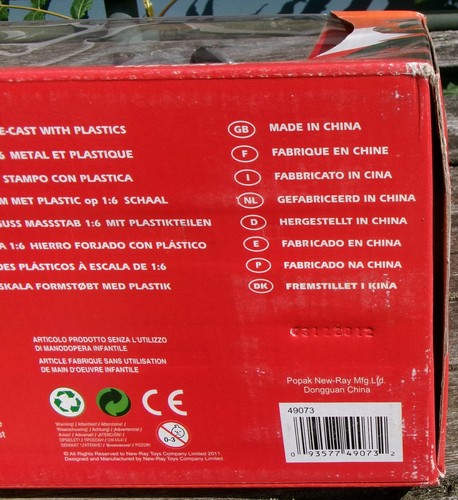 E-CAST WITH PLASTICS
GB MADE IN CHINA
6 METAL ET PLASTIQUE
F FABRIQUE EN CHINE
STAMPO CON PLASTICA
I FABBRICATO IN CINA
M MET PLASTIC op 1:6 SCHAAL
NL GEFABRICEERD IN CHINA
GUSS MASSSTAB 1:6 MIT PLASTIKTEILEN
D HERGESTELLT IN CHINA
A 1:6 HIERRO FORJADO CON PLÁSTICO
E FABRICADO EN CHINA
DES PLÁSTICOS À ESCALA DE 1:6
P FABRICADO NA CHINA
SKALA FORMSTØBT MED PLASTIK
DK FREMSTILLET I KINA
ARTICOLO PRODOTTO SENZA L'UTILIZZO
DI MANODOPERA INFANTILE
ARTICLE FABRIQUE SAN UTILISATION
DE MAIN D'OEUVRE INFANTILE
CE
0-3
Popak New-Ray Mfg.Ltd.
Dongguan China
49073
0 93577 49073 2
© All Rights Reserved to New-Ray Toys Company Limited 2011.
Designed and Manufactured by New-Ray Toys Company Limited.